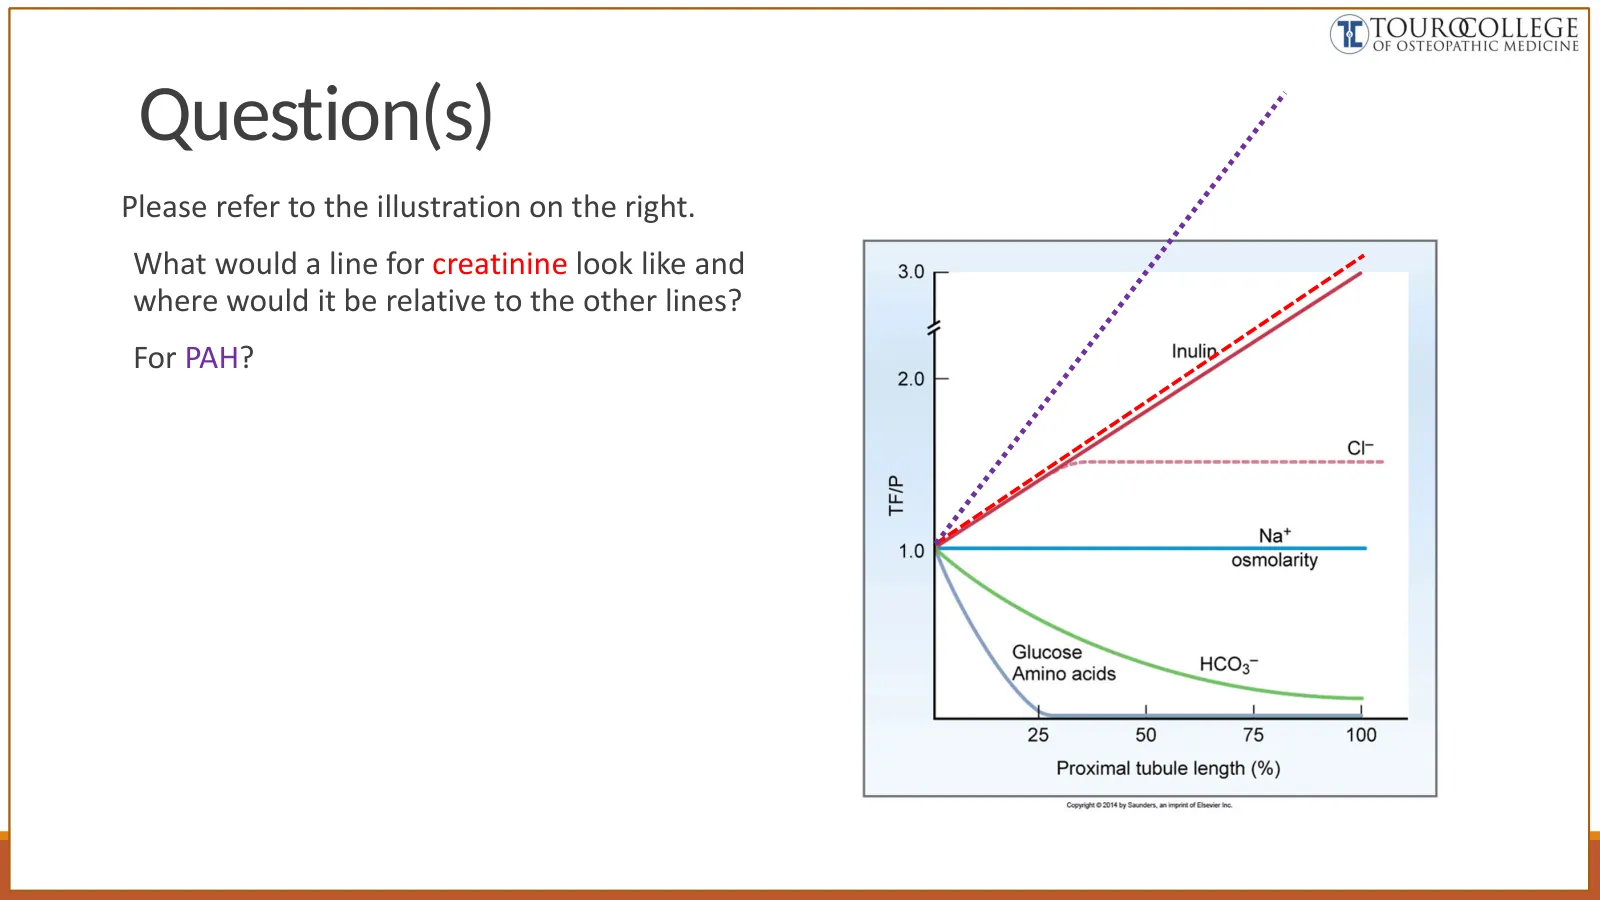 TOUROCOLLEGE
OF OSTEOPATHIC MEDICINE
Question(s)
Please refer to the illustration on the right.
What would a line for creatinine look like and
where would it be relative to the other lines?
For PAH?
3.0
2.0
1.0
TF/P
Inulin
Cl⁻
Na⁺
osmolarity
Glucose
Amino acids
HCO₃⁻
25 50 75 100
Proximal tubule length (%)
Copyright © 2014 by Saunders, an imprint of Elsevier Inc.